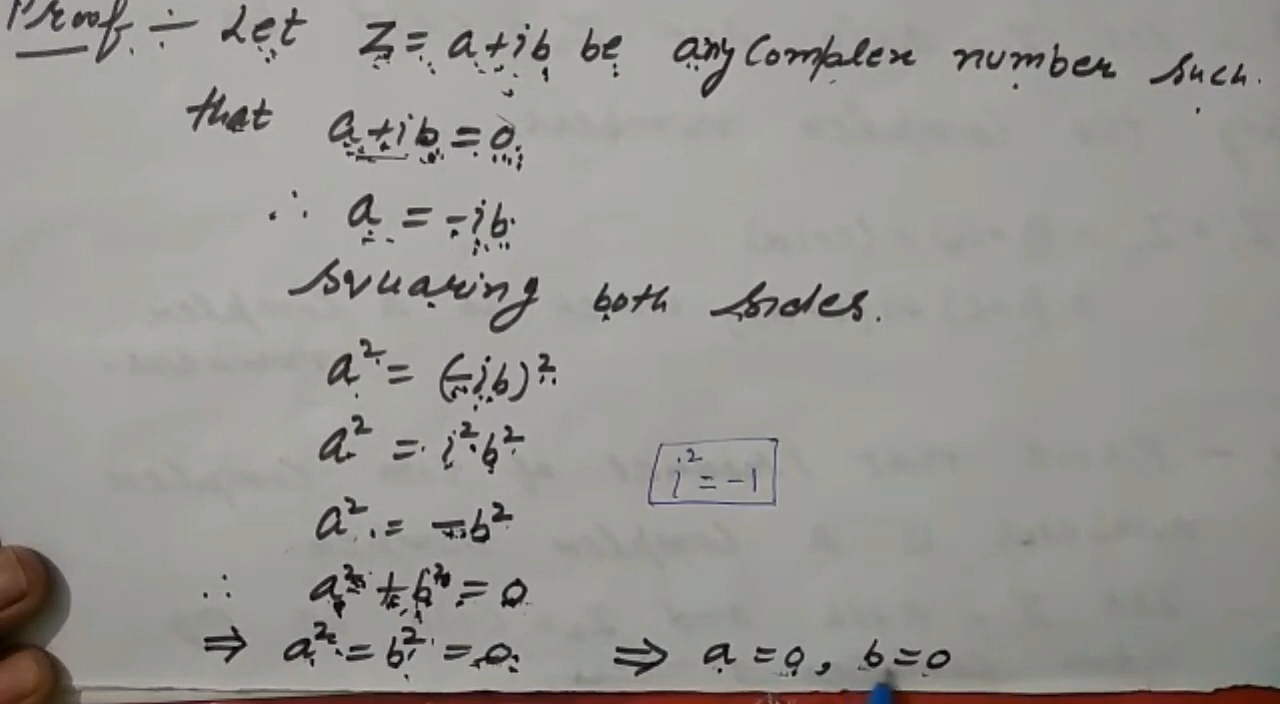 Proof :- Let Z = a+ib be any Complex number such.
that a+ib = 0
∴ a = -ib
Squaring both sides.
a² = (-ib)²
a² = i²b²
i² = -1
a² = -b²
∴ a² + b² = 0
⇒ a² = b² = 0 ⇒ a = 0, b = 0